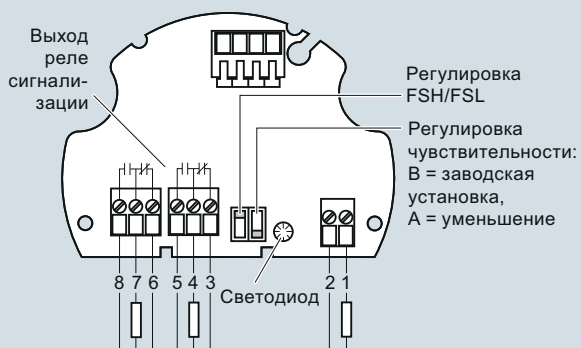 Выход
реле
сигнали-
зации
Регулировка
FSH/FSL
Регулировка
чувствительности:
B = заводская
установка,
A = уменьшение
8 7 6 5 4 3
Светодиод
2 1